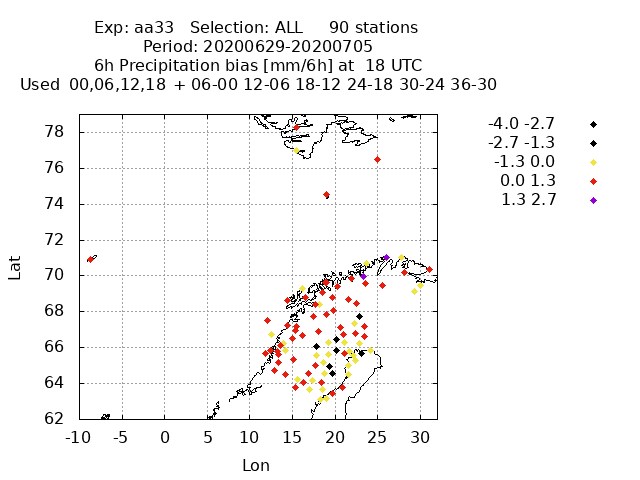 Exp: aa33 Selection: ALL 90 stations
Period: 20200629-20200705
6h Precipitation bias [mm/6h] at 18 UTC
Used 00,06,12,18 + 06-00 12-06 18-12 24-18 30-24 36-30
-4.0 -2.7
-2.7 -1.3
-1.3 0.0
0.0 1.3
1.3 2.7
78
76
74
72
70
68
66
64
62
Lat
-10 -5 0 5 10 15 20 25 30
Lon